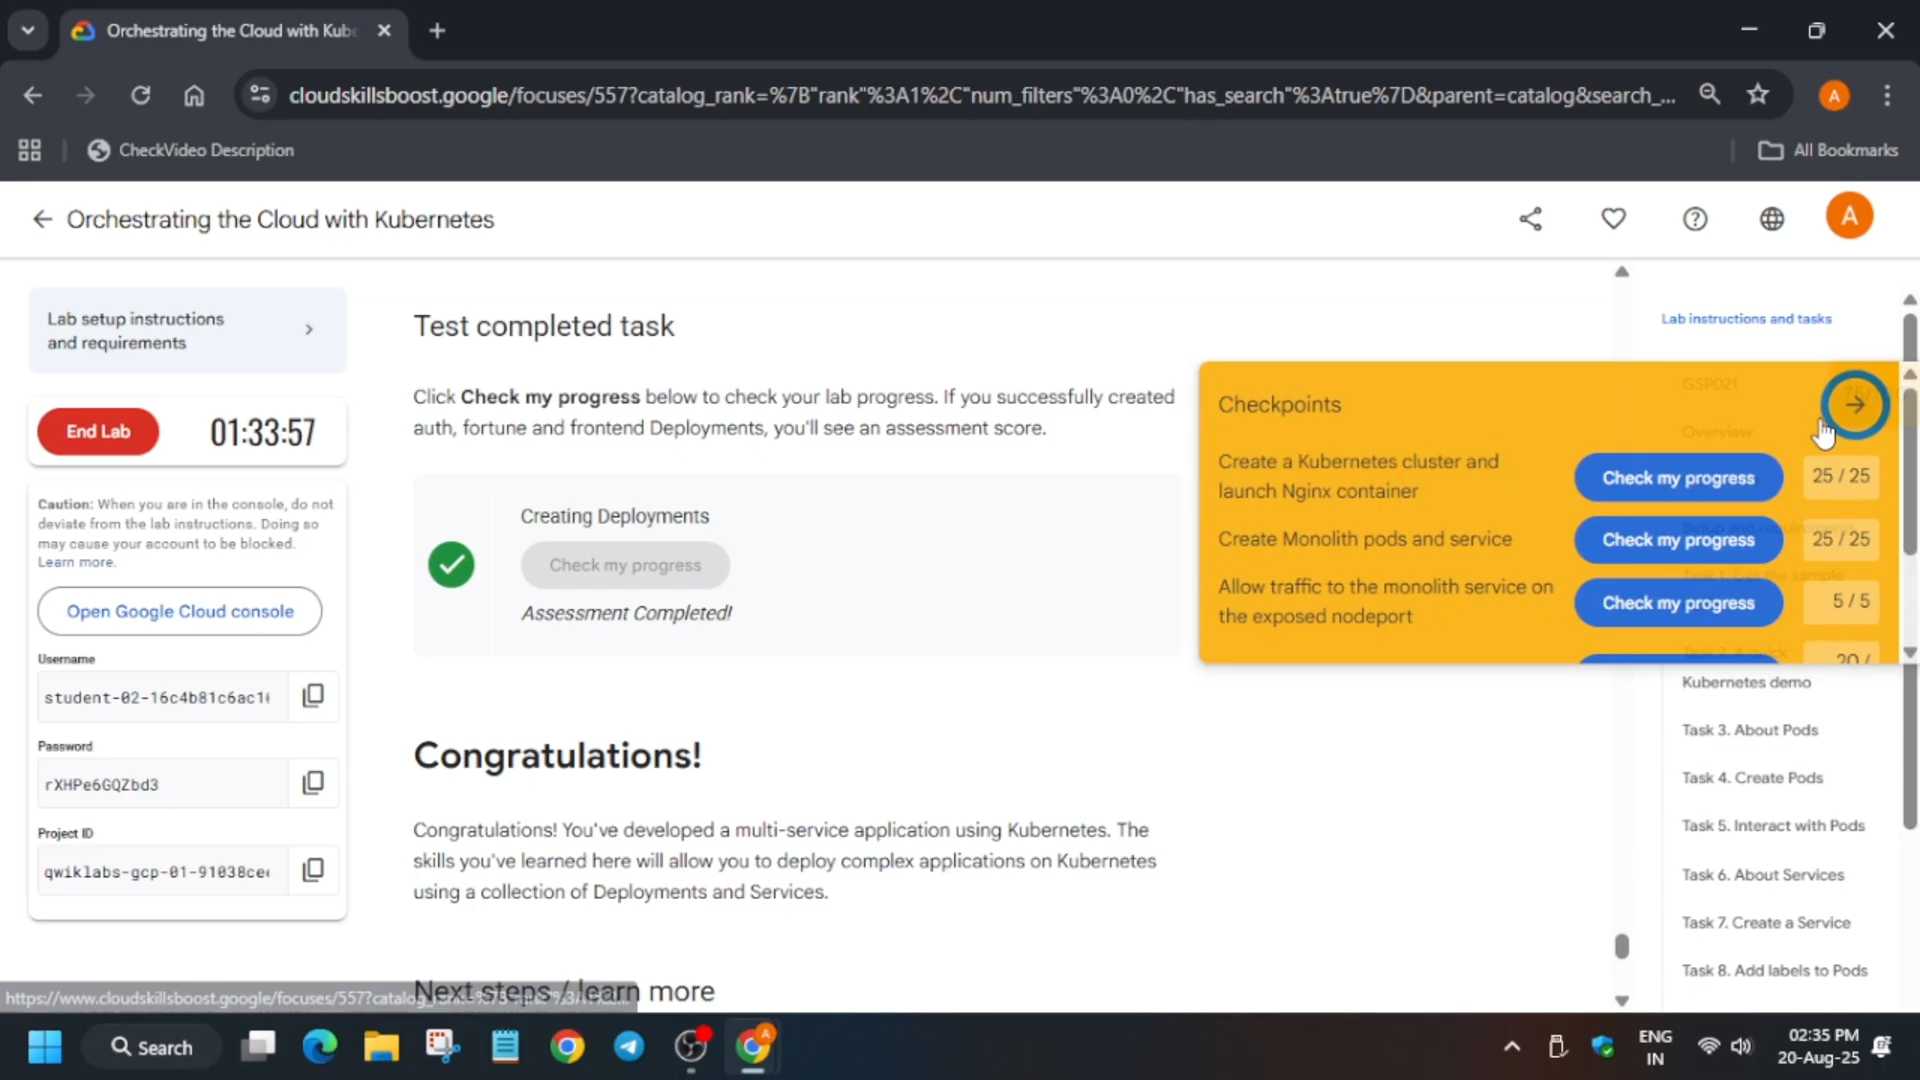 Orchestrating the Cloud with Kube
cloudskillsboost.google/focuses/557?catalog_rank=%7B"rank"%3A1%2C"num_filters"%3A0%2C"has_search"%3Atrue%7D&parent=catalog&search_...
A
CheckVideo Description
All Bookmarks
Orchestrating the Cloud with Kubernetes
A
Lab setup instructions
and requirements
End Lab
01:33:57
Caution: When you are in the console, do not
deviate from the lab instructions. Doing so
may cause your account to be blocked.
Learn more.
Open Google Cloud console
Username
student-02-16c4b81c6ac1
Password
rXHPe6GQZbd3
Project ID
qwiklabs-gcp-01-91038ce
Test completed task
Click Check my progress below to check your lab progress. If you successfully created
auth, fortune and frontend Deployments, you'll see an assessment score.
Creating Deployments
Check my progress
Assessment Completed!
Congratulations!
Congratulations! You've developed a multi-service application using Kubernetes. The
skills you've learned here will allow you to deploy complex applications on Kubernetes
using a collection of Deployments and Services.
Next steps / learn more
Lab instructions and tasks
GSP021
Overview
Checkpoints
Create a Kubernetes cluster and
launch Nginx container
Check my progress
25 / 25
Create Monolith pods and service
Check my progress
25 / 25
Allow traffic to the monolith service on
the exposed nodeport
Check my progress
5 / 5
20 /
Kubernetes demo
Task 3. About Pods
Task 4. Create Pods
Task 5. Interact with Pods
Task 6. About Services
Task 7. Create a Service
Task 8. Add labels to Pods
https://www.cloudskillsboost.google/focuses/557?catalog
Search
A
ENG
IN
02:35 PM
20-Aug-25